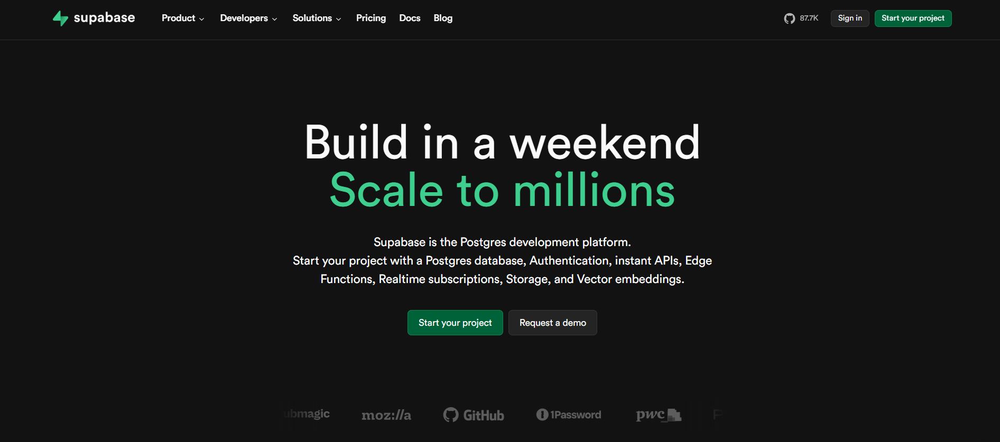 supabase
Product
Developers
Solutions
Pricing
Docs
Blog
87.7K
Sign in
Start your project
Build in a weekend
Scale to millions
Supabase is the Postgres development platform.
Start your project with a Postgres database, Authentication, instant APIs, Edge
Functions, Realtime subscriptions, Storage, and Vector embeddings.
Start your project
Request a demo
ubmagic
moz://a
GitHub
1Password
pwc
P